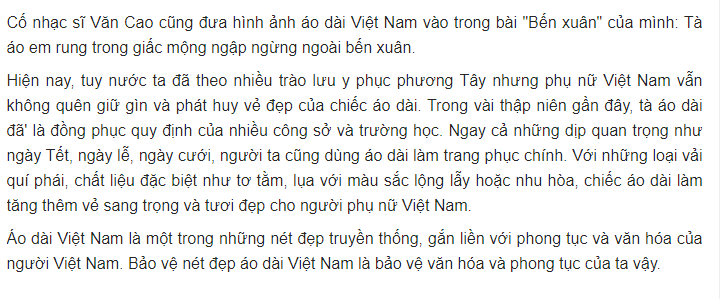 Cố nhạc sĩ Văn Cao cũng đưa hình ảnh áo dài Việt Nam vào trong bài "Bến xuân" của mình: Tà
áo em rung trong giấc mộng ngập ngừng ngoài bến xuân.
Hiện nay, tuy nước ta đã theo nhiều trào lưu y phục phương Tây nhưng phụ nữ Việt Nam vẫn
không quên giữ gìn và phát huy vẻ đẹp của chiếc áo dài. Trong vài thập niên gần đây, tà áo dài
đã' là đồng phục quy định của nhiều công sở và trường học. Ngay cả những dịp quan trọng như
ngày Tết, ngày lễ, ngày cưới, người ta cũng dùng áo dài làm trang phục chính. Với những loại vải
quí phái, chất liệu đặc biệt như tơ tằm, lụa với màu sắc lộng lẫy hoặc nhu hòa, chiếc áo dài làm
tăng thêm vẻ sang trọng và tươi đẹp cho người phụ nữ Việt Nam.
Áo dài Việt Nam là một trong những nét đẹp truyền thống, gắn liền với phong tục và văn hóa của
người Việt Nam. Bảo vệ nét đẹp áo dài Việt Nam là bảo vệ văn hóa và phong tục của ta vậy.